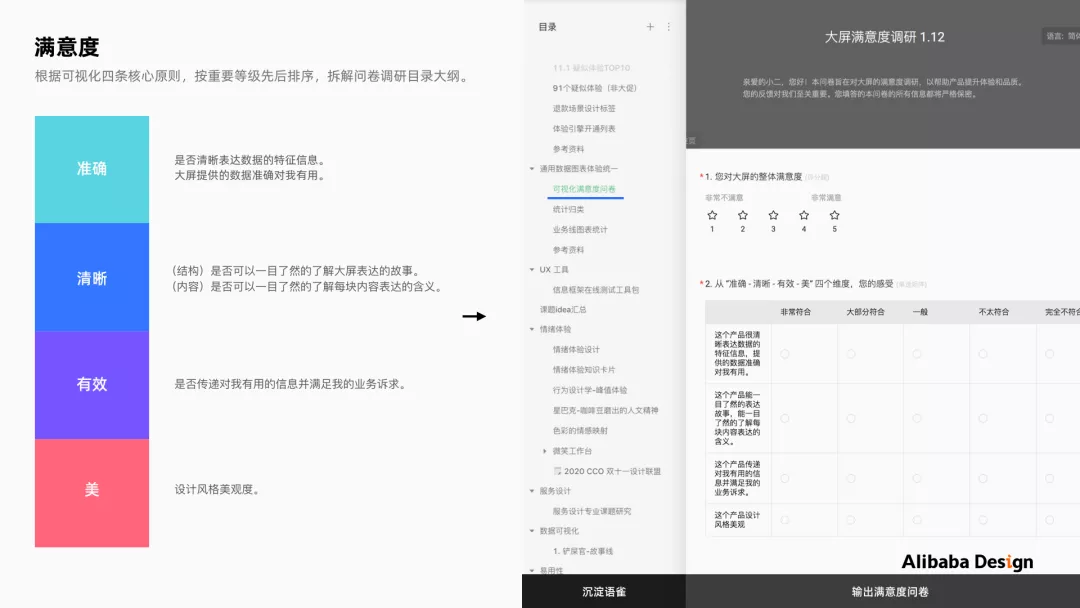 满意度
根据可视化四条核心原则，按重要等级先后排序，拆解问卷调研目录大纲。
准确
是否清晰表达数据的特征信息。
大屏提供的数据准确对我有用。
清晰
（结构）是否可以一目了然的了解大屏表达的故事。
（内容）是否可以一目了然的了解每块内容表达的含义。
有效
是否传递对我有用的信息并满足我的业务诉求。
美
设计风格美观度。
目录
11.1 疑似体验TOP10
91个疑似体验（非大促）
退款场景设计标签
体验引擎开通列表
参考资料
通用数据图表体验统一
可视化满意度问卷
统计归类
业务线图表统计
参考资料
UX 工具
信息框架在线测试工具包
课题idea汇总
情绪体验
情绪体验设计
情绪体验知识卡片
行为设计学-峰值体验
星巴克-咖啡豆磨出的人文精神
色彩的情感映射
微笑工作台
2020 CCO 双十一设计联盟
服务设计
服务设计专业课题研究
数据可视化
1. 铲屎官-故事线
易用性
沉淀语雀
大屏满意度调研 1.12
语言：简体
亲爱的小二，您好！本问卷旨在对大屏的满意度调研，以帮助产品提升体验和品质。
您的反馈对我们至关重要。您填答的本问卷的所有信息都将严格保密。
* 1. 您对大屏的整体满意度
非常不满意 非常满意
1 2 3 4 5
* 2. 从 “准确 - 清晰 - 有效 - 美” 四个维度，您的感受
非常符合 大部分符合 一般 不太符合 完全不符合
这个产品很清
晰表达数据的
特征信息，提
供的数据准确
对我有用。
这个产品能一
目了然的表达
故事，能一目
了然的了解每
块内容表达的
含义。
这个产品传递
对我有用的信
息并满足我的
业务诉求。
这个产品设计
风格美观
Alibaba Design
输出满意度问卷